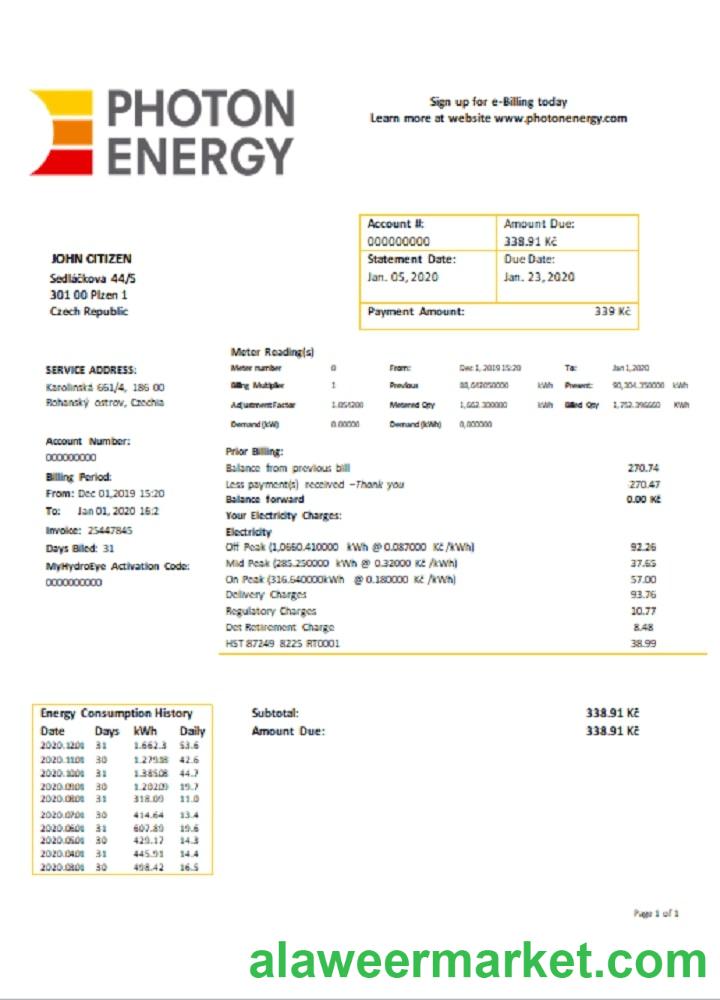 PHOTON
ENERGY
Sign up for e-Billing today
Learn more at website www.photonenergy.com
Account #: Amount Due:
000000000 338.91 Kč
Statement Date: Due Date:
Jan. 05, 2020 Jan. 23, 2020
Payment Amount: 339 Kč
JOHN CITIZEN
Sedláčkova 44/5
301 00 Plzen 1
Czech Republic
SERVICE ADDRESS:
Karolinská 661/4, 186 00
Rohanský ostrov, Czechia
Account Number:
000000000
Billing Period:
From: Dec 01,2019 15:20
To: Jan 01, 2020 16:2
Invoice: 25447845
Days Biled: 31
MyHydroEye Activation Code:
0000000000
Meter Reading(s)
Meter number 0 From: Dec 1, 2019 15:20 To: Jan 1, 2020
Billing Multiplier 1 Previous kWh Present: kWh
Adjustment Factor 1.054200 Metered Qty 1,662.300000 kWh Billed Qty kWh
Demand (kW) 0.00000 Demand (kWh) 0,000000
Prior Billing:
Balance from previous bill 270.74
Less payment(s) received –Thank you 270.47
Balance forward 0.00 Kč
Your Electricity Charges:
Electricity
Off Peak (1,0660.410000 kWh @ 0.087000 Kč /kWh) 92.26
Mid Peak (285.250000 kWh @ 0.32000 Kč /kWh) 37.65
On Peak (316.640000kWh @ 0.180000 Kč /kWh) 57.00
Delivery Charges 93.76
Regulatory Charges 10.77
Det Retirement Charge 8.48
HST 87249 8225 RT0001 38.99
Energy Consumption History
Date Days kWh Daily
2020.1201 31 1.662.3 53.6
2020.1101 30 42.6
2020.1001 31 1.38508 44.7
2020.0901 30 1.20209 19.7
2020.0801 31 318.09 11.0
2020.0701 30 414.64 13.4
2020.0601 31 607.89 19.6
2020.0501 30 429.17 14.3
2020.0401 31 445.91 14.4
2020.0301 30 498.42 16.5
Subtotal: 338.91 Kč
Amount Due: 338.91 Kč
Page 1 of 1
alaweermarket.com